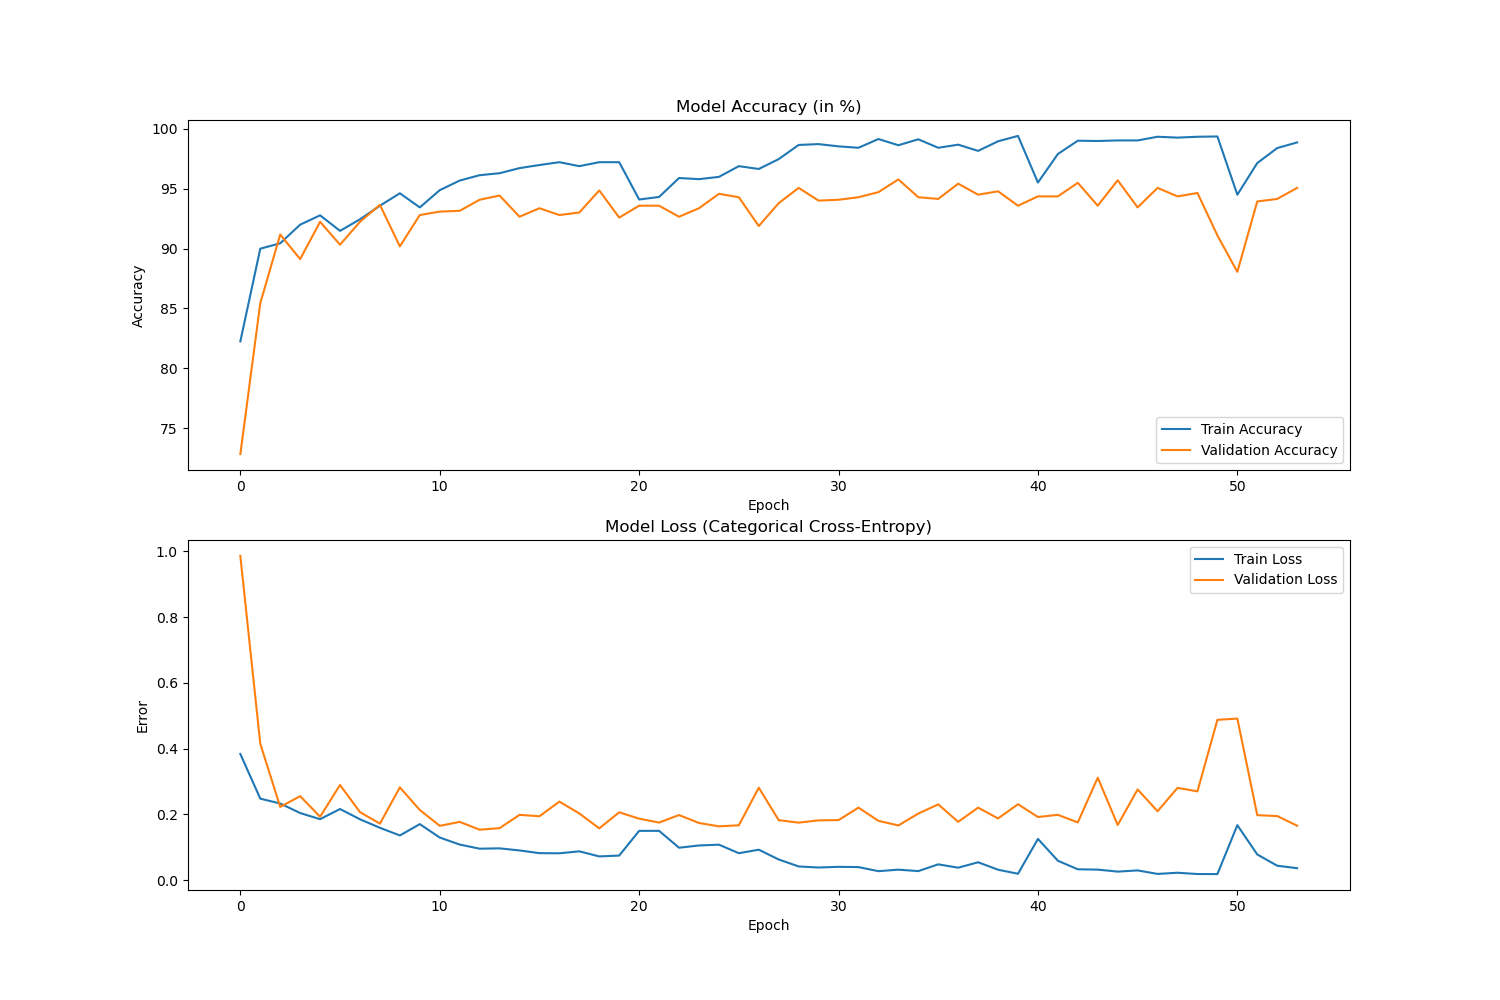 Model Accuracy (in %)
100
95
90
85
80
75
Accuracy
Train Accuracy
Validation Accuracy
0 10 20 30 40 50
Epoch
Model Loss (Categorical Cross-Entropy)
1.0
0.8
0.6
0.4
0.2
0.0
Error
Train Loss
Validation Loss
0 10 20 30 40 50
Epoch